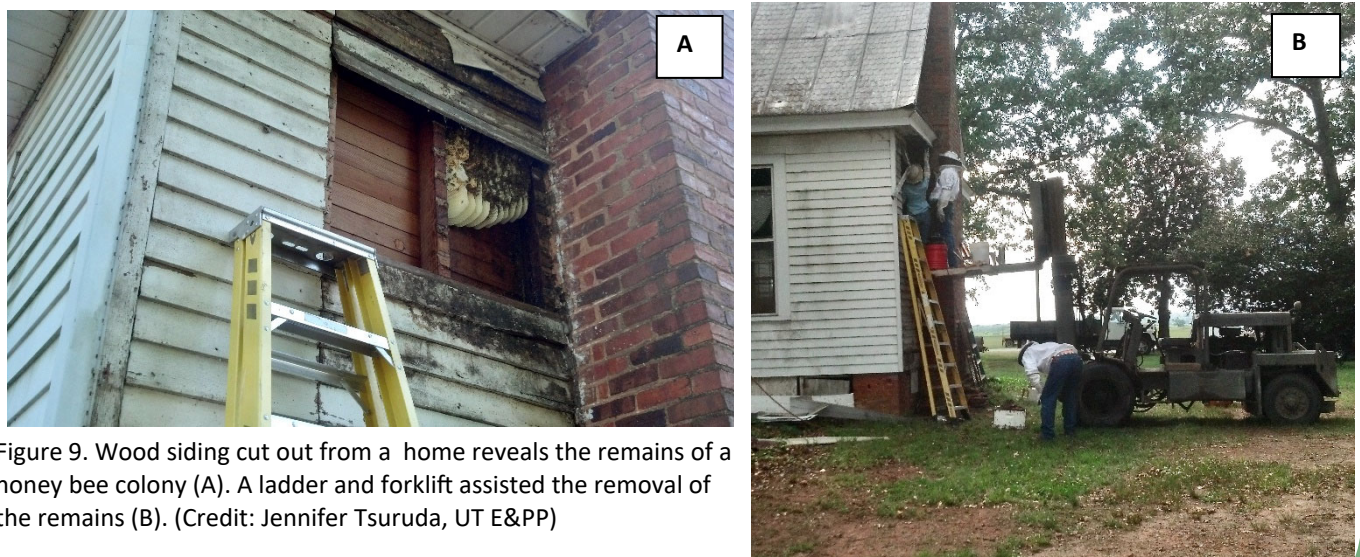 A
B
Figure 9. Wood siding cut out from a home reveals the remains of a
honey bee colony (A). A ladder and forklift assisted the removal of
the remains (B). (Credit: Jennifer Tsuruda, UT E&PP)